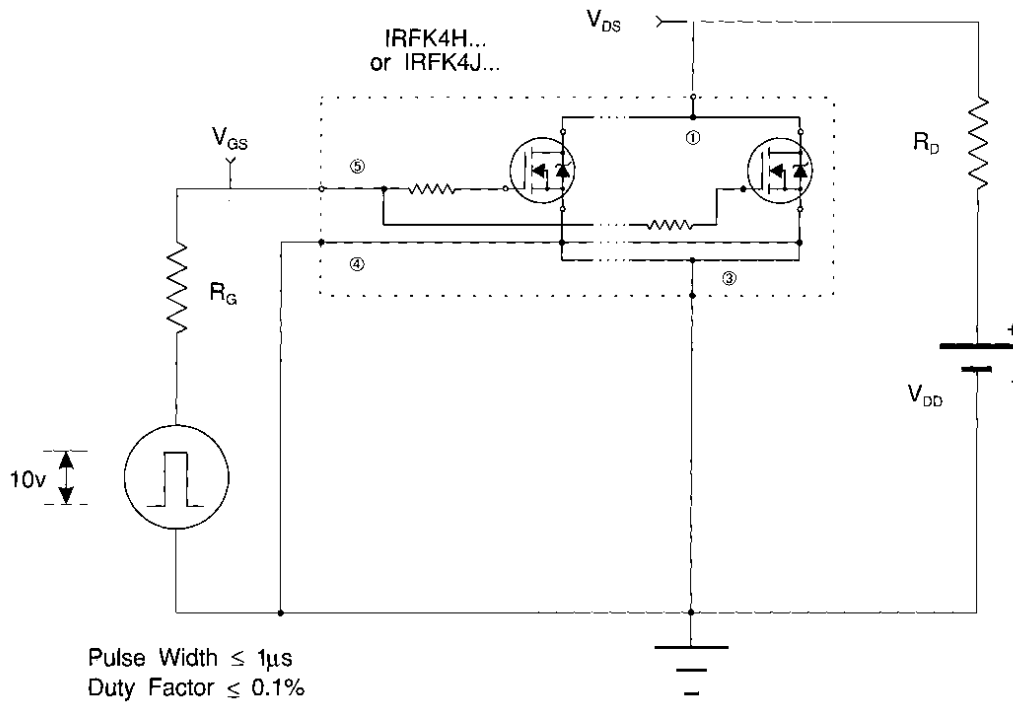 V_DS
IRFK4H...
or IRFK4J...
V_GS
①
R_D
⑤
④
③
R_G
+
V_DD
-
10v
Pulse Width ≤ 1µs
Duty Factor ≤ 0.1%